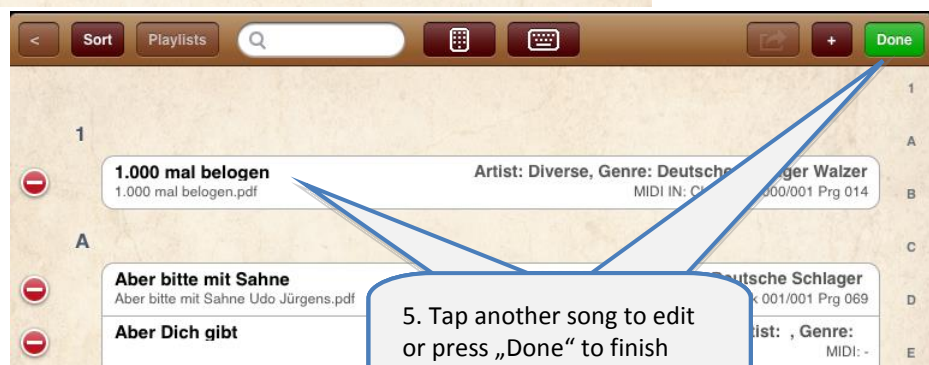 < Sort Playlists + Done
1
1
A
1.000 mal belogen Artist: Diverse, Genre: Deutsche Walzer
1.000 mal belogen.pdf MIDI IN: 000/001 Prg 014
B
A
C
Aber bitte mit Sahne Deutsche Schlager
Aber bitte mit Sahne Udo Jürgens.pdf 001/001 Prg 069
D
Aber Dich gibt , Genre:
MIDI: -
E
5. Tap another song to edit
or press „Done“ to finish